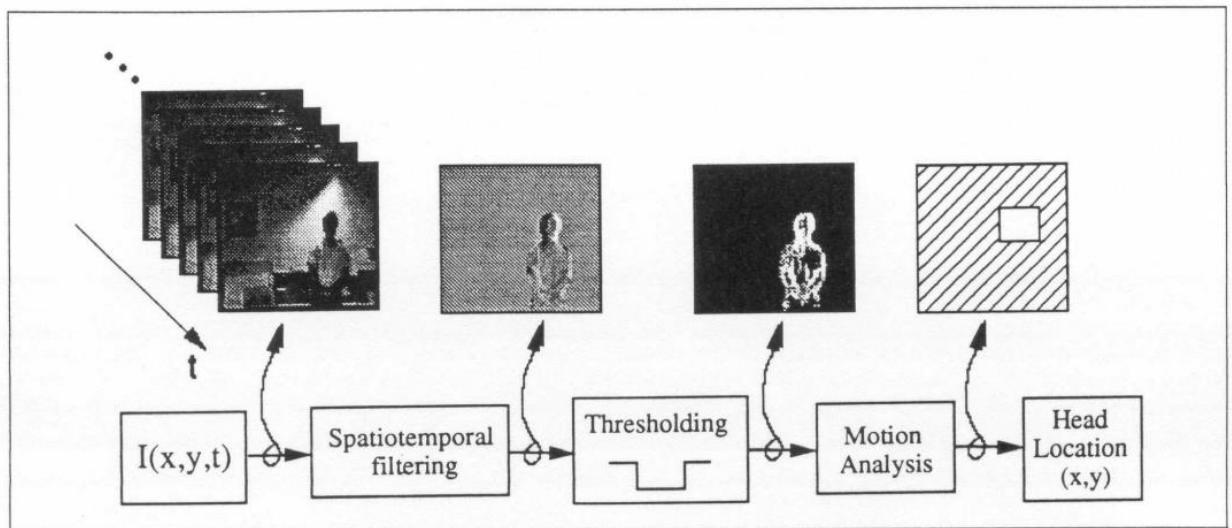 t
I(x,y,t)
Spatiotemporal
filtering
Thresholding
Motion
Analysis
Head
Location
(x,y)